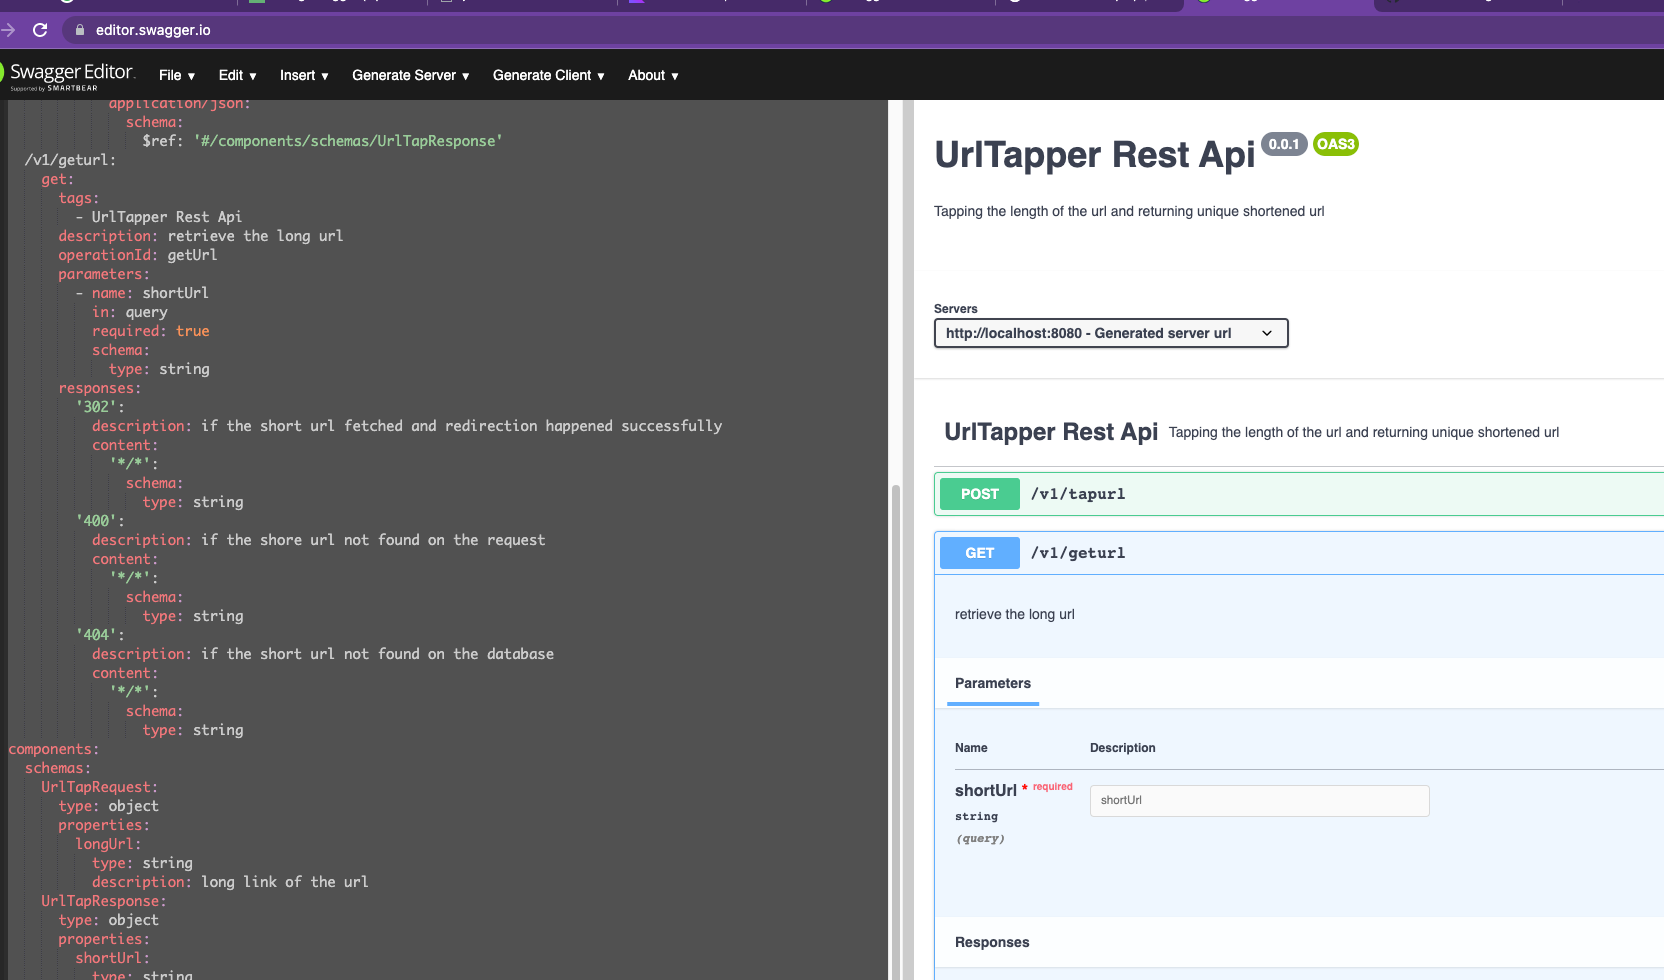 editor.swagger.io
Swagger Editor.
Supported by SMARTBEAR
File ▾ Edit ▾ Insert ▾ Generate Server ▾ Generate Client ▾ About ▾
application/json:
schema:
$ref: '#/components/schemas/UrlTapResponse'
/v1/geturl:
get:
tags:
- UrlTapper Rest Api
description: retrieve the long url
operationId: getUrl
parameters:
- name: shortUrl
in: query
required: true
schema:
type: string
responses:
'302':
description: if the short url fetched and redirection happened successfully
content:
'*/*':
schema:
type: string
'400':
description: if the shore url not found on the request
content:
'*/*':
schema:
type: string
'404':
description: if the short url not found on the database
content:
'*/*':
schema:
type: string
components:
schemas:
UrlTapRequest:
type: object
properties:
longUrl:
type: string
description: long link of the url
UrlTapResponse:
type: object
properties:
shortUrl:
type: string
UrlTapper Rest Api 0.0.1 OAS3
Tapping the length of the url and returning unique shortened url
Servers
http://localhost:8080 - Generated server url
UrlTapper Rest Api Tapping the length of the url and returning unique shortened url
POST /v1/tapurl
GET /v1/geturl
retrieve the long url
Parameters
Name Description
shortUrl * required
shortUrl
string
(query)
Responses